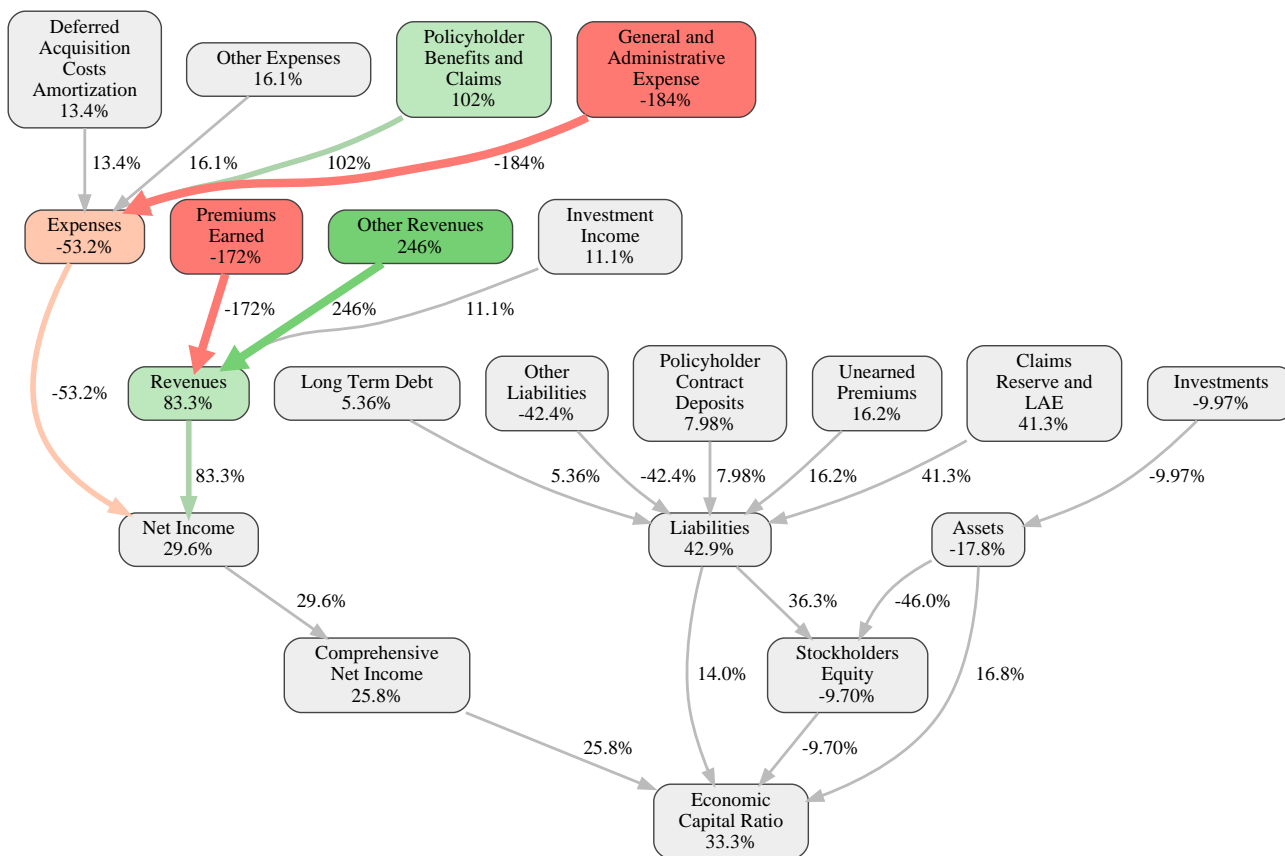 Deferred
Acquisition
Costs
Amortization
13.4%
Other Expenses
16.1%
Policyholder
Benefits and
Claims
102%
General and
Administrative
Expense
-184%
13.4%
16.1%
102%
-184%
Expenses
-53.2%
Premiums
Earned
-172%
Other Revenues
246%
Investment
Income
11.1%
-172%
246%
11.1%
-53.2%
Revenues
83.3%
Long Term Debt
5.36%
Other
Liabilities
-42.4%
Policyholder
Contract
Deposits
7.98%
Unearned
Premiums
16.2%
Claims
Reserve and
LAE
41.3%
Investments
-9.97%
83.3%
5.36%
-42.4%
7.98%
16.2%
41.3%
-9.97%
Net Income
29.6%
Liabilities
42.9%
Assets
-17.8%
29.6%
36.3%
-46.0%
Comprehensive
Net Income
25.8%
14.0%
Stockholders
Equity
-9.70%
16.8%
25.8%
-9.70%
Economic
Capital Ratio
33.3%